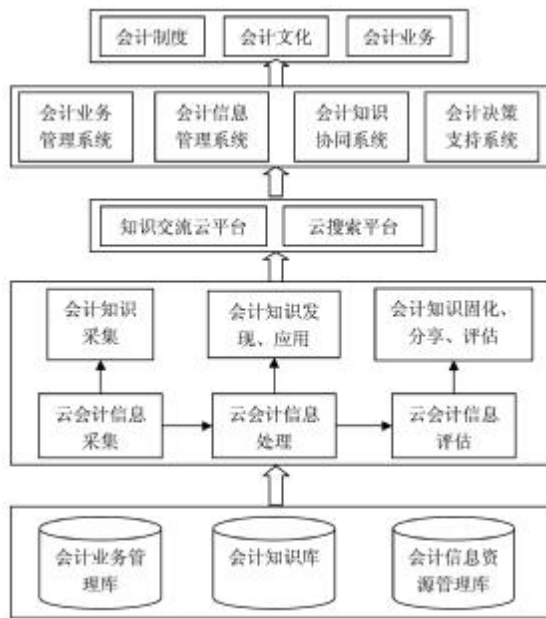 会计制度 会计文化 会计业务
会计业务 会计信息 会计知识 会计决策
管理系统 管理系统 协同系统 支持系统
知识交流云平台 云搜索平台
会计知识 会计知识发 会计知识固化、
采集 现、应用 分享、评估
云会计信息 云会计信息 云会计信息
采集 处理 评估
会计业务管 会计知识库 会计信息资
理库 源管理库